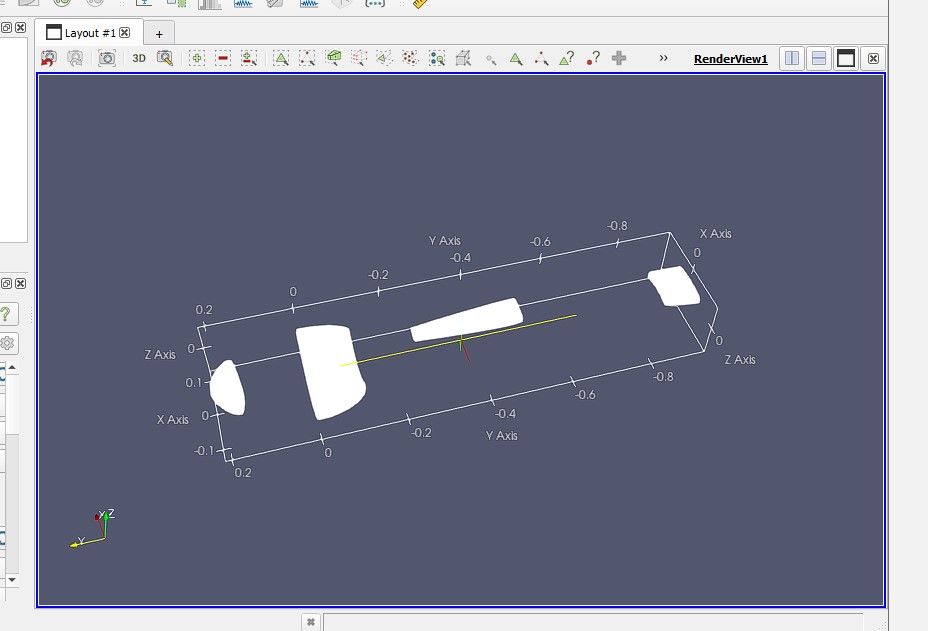 Layout #1
+
3D
»
RenderView1
-0.8
X Axis
Y Axis
-0.6
0
-0.4
-0.2
0
0.2
Z Axis
0
0
Z Axis
0.1
-0.8
-0.6
X Axis
0
-0.4
-0.2
Y Axis
-0.1
0
0.2
X Z
Y
?